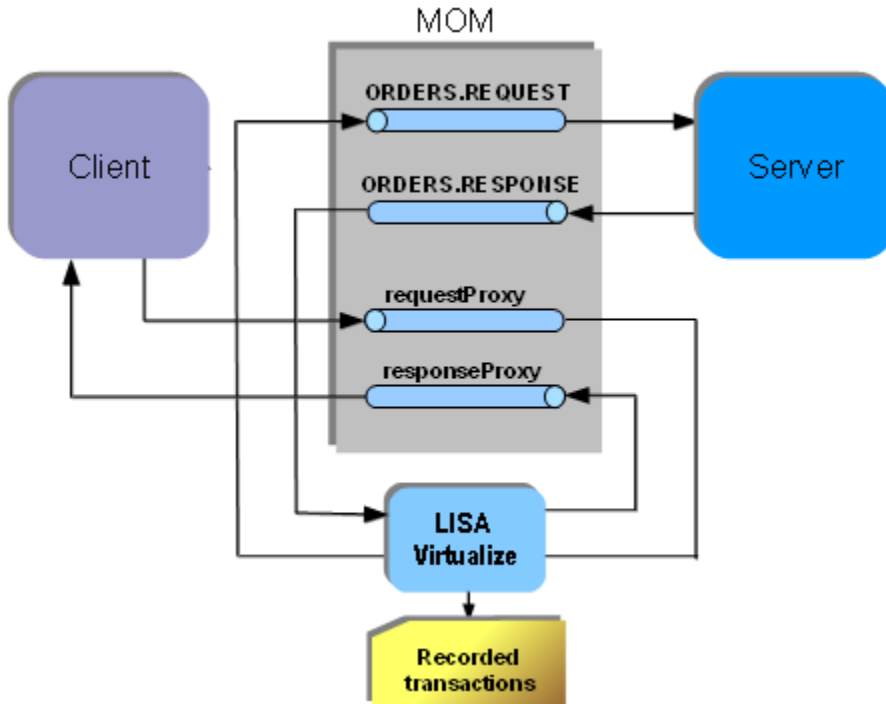 MOM
Client
ORDERS.REQUEST
Server
ORDERS.RESPONSE
requestProxy
responseProxy
LISA
Virtualize
Recorded
transactions